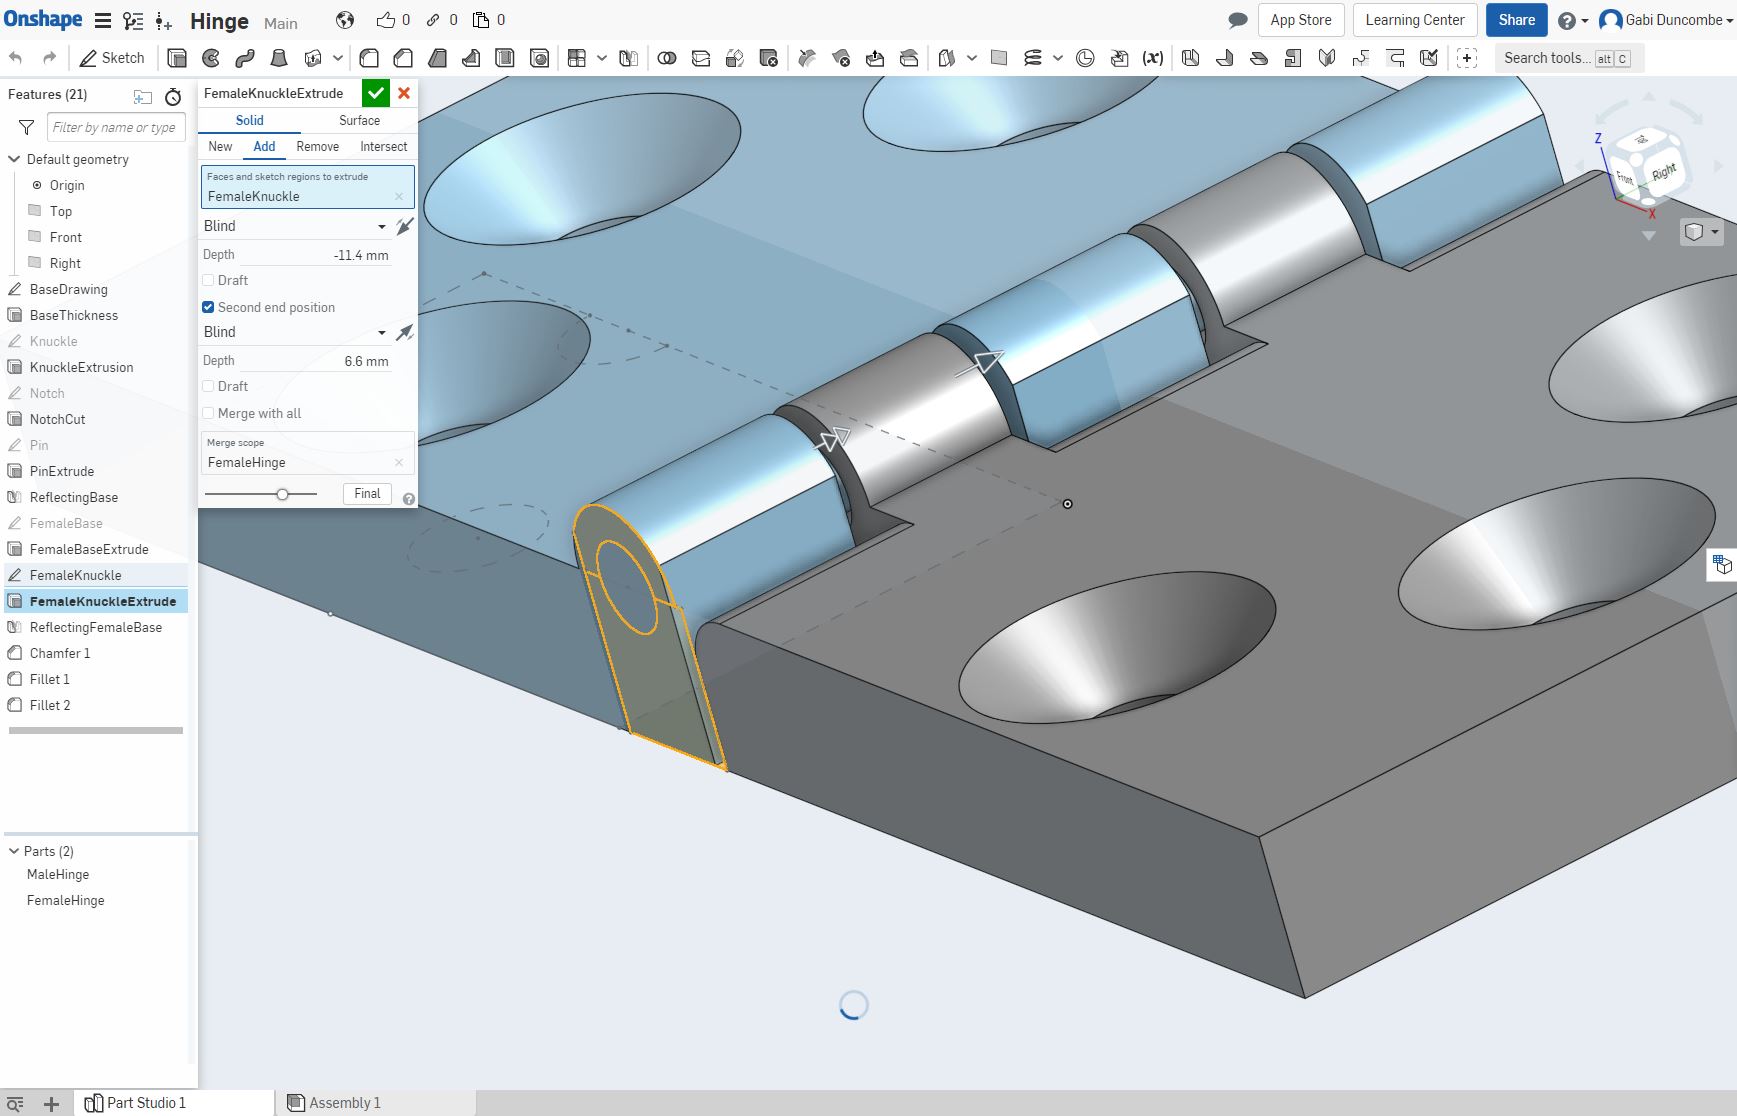 Onshape Hinge Main 0 0 0 App Store Learning Center Share Gabi Duncombe
Sketch Search tools... alt C
Features (21)
Filter by name or type
Default geometry
Origin
Top
Front
Right
BaseDrawing
BaseThickness
Knuckle
KnuckleExtrusion
Notch
NotchCut
Pin
PinExtrude
ReflectingBase
FemaleBase
FemaleBaseExtrude
FemaleKnuckle
FemaleKnuckleExtrude
ReflectingFemaleBase
Chamfer 1
Fillet 1
Fillet 2
Parts (2)
MaleHinge
FemaleHinge
FemaleKnuckleExtrude
Solid Surface
New Add Remove Intersect
Faces and sketch regions to extrude
FemaleKnuckle
Blind
Depth -11.4 mm
Draft
Second end position
Blind
Depth 6.6 mm
Draft
Merge with all
Merge scope
FemaleHinge
Final
Z
Top
Front Right
X
Part Studio 1 Assembly 1